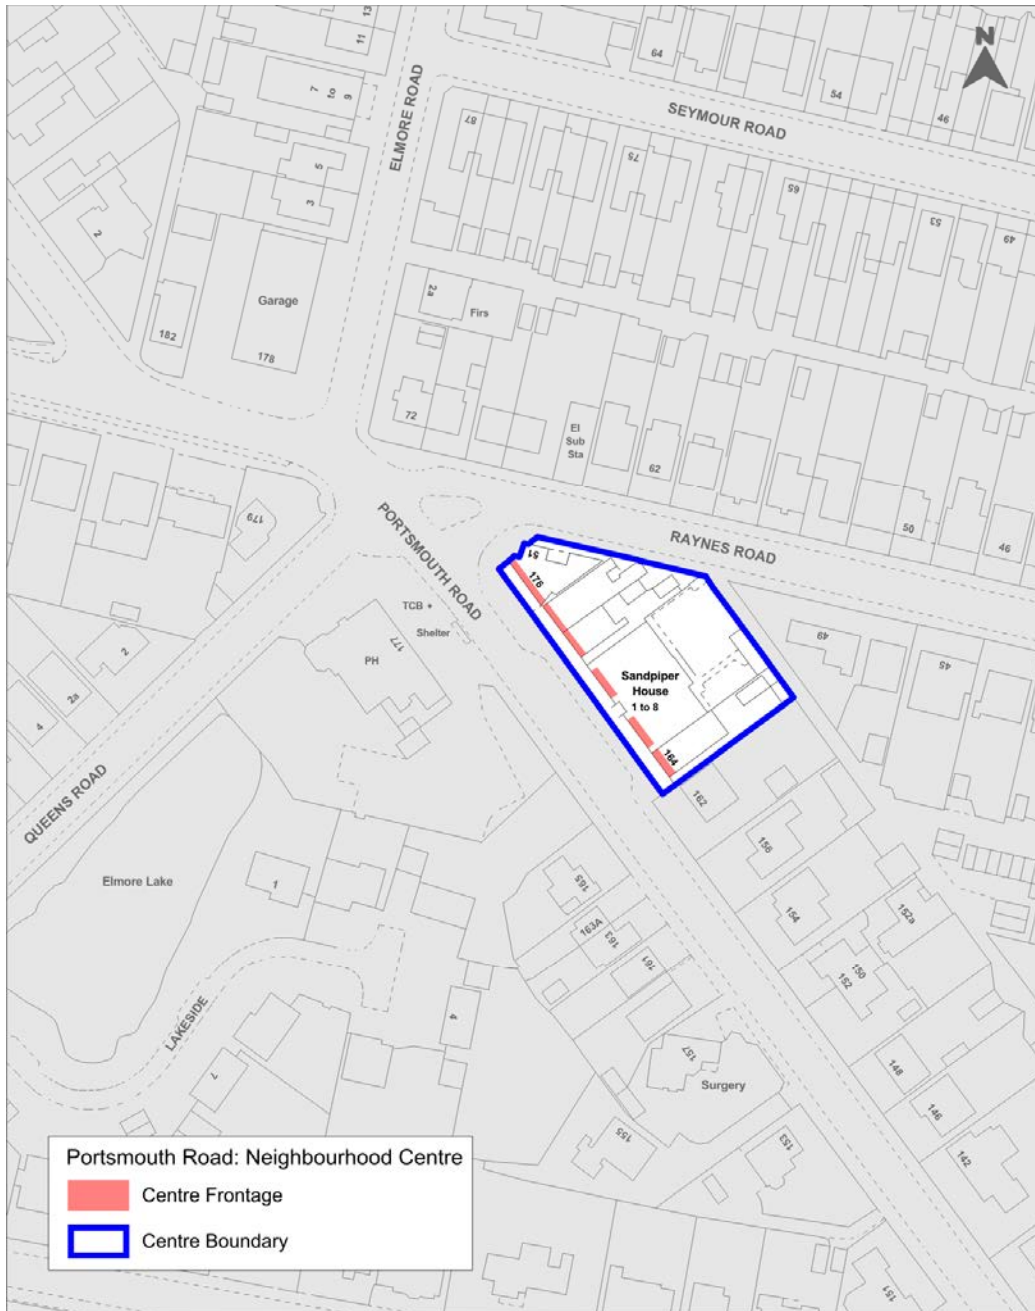 13
11
64
N
7
to
9
54
SEYMOUR ROAD
46
ELMORE ROAD
87
5
75
3
65
53
49
2
2a
Garage
Firs
182
178
72
El
Sub
Sta
62
50
46
179
PORTSMOUTH ROAD
RAYNES ROAD
51
176
TCB
Shelter
177
PH
49
45
2
2a
4
Sandpiper
House
1 to 8
164
162
QUEENS ROAD
Elmore Lake
1
156
165
154
152a
163A
163
161
150
152
LAKESIDE
4
157
Surgery
148
7
146
155
153
142
151
Portsmouth Road: Neighbourhood Centre
Centre Frontage
Centre Boundary